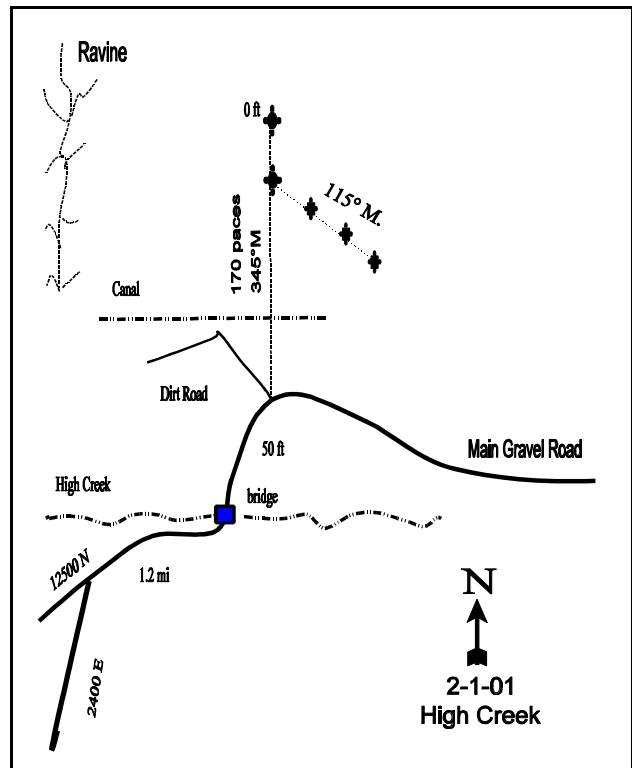 Ravine
0 ft
115° M.
170 paces
345°M
Canal
Dirt Road
50 ft
Main Gravel Road
High Creek
bridge
12500 N
1.2 mi
2400 E
N
2-1-01
High Creek